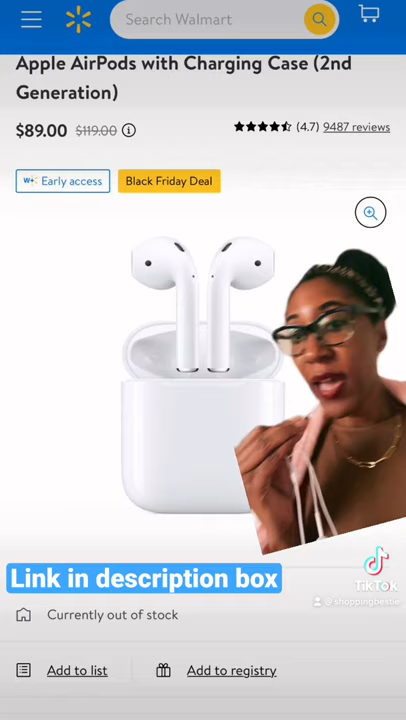 Search Walmart
Apple AirPods with Charging Case (2nd
Generation)
$89.00 $119.00
(4.7) 9487 reviews
W+ Early access
Black Friday Deal
Link in description box
TikTok
@shoppingbestie
Currently out of stock
Add to list
Add to registry